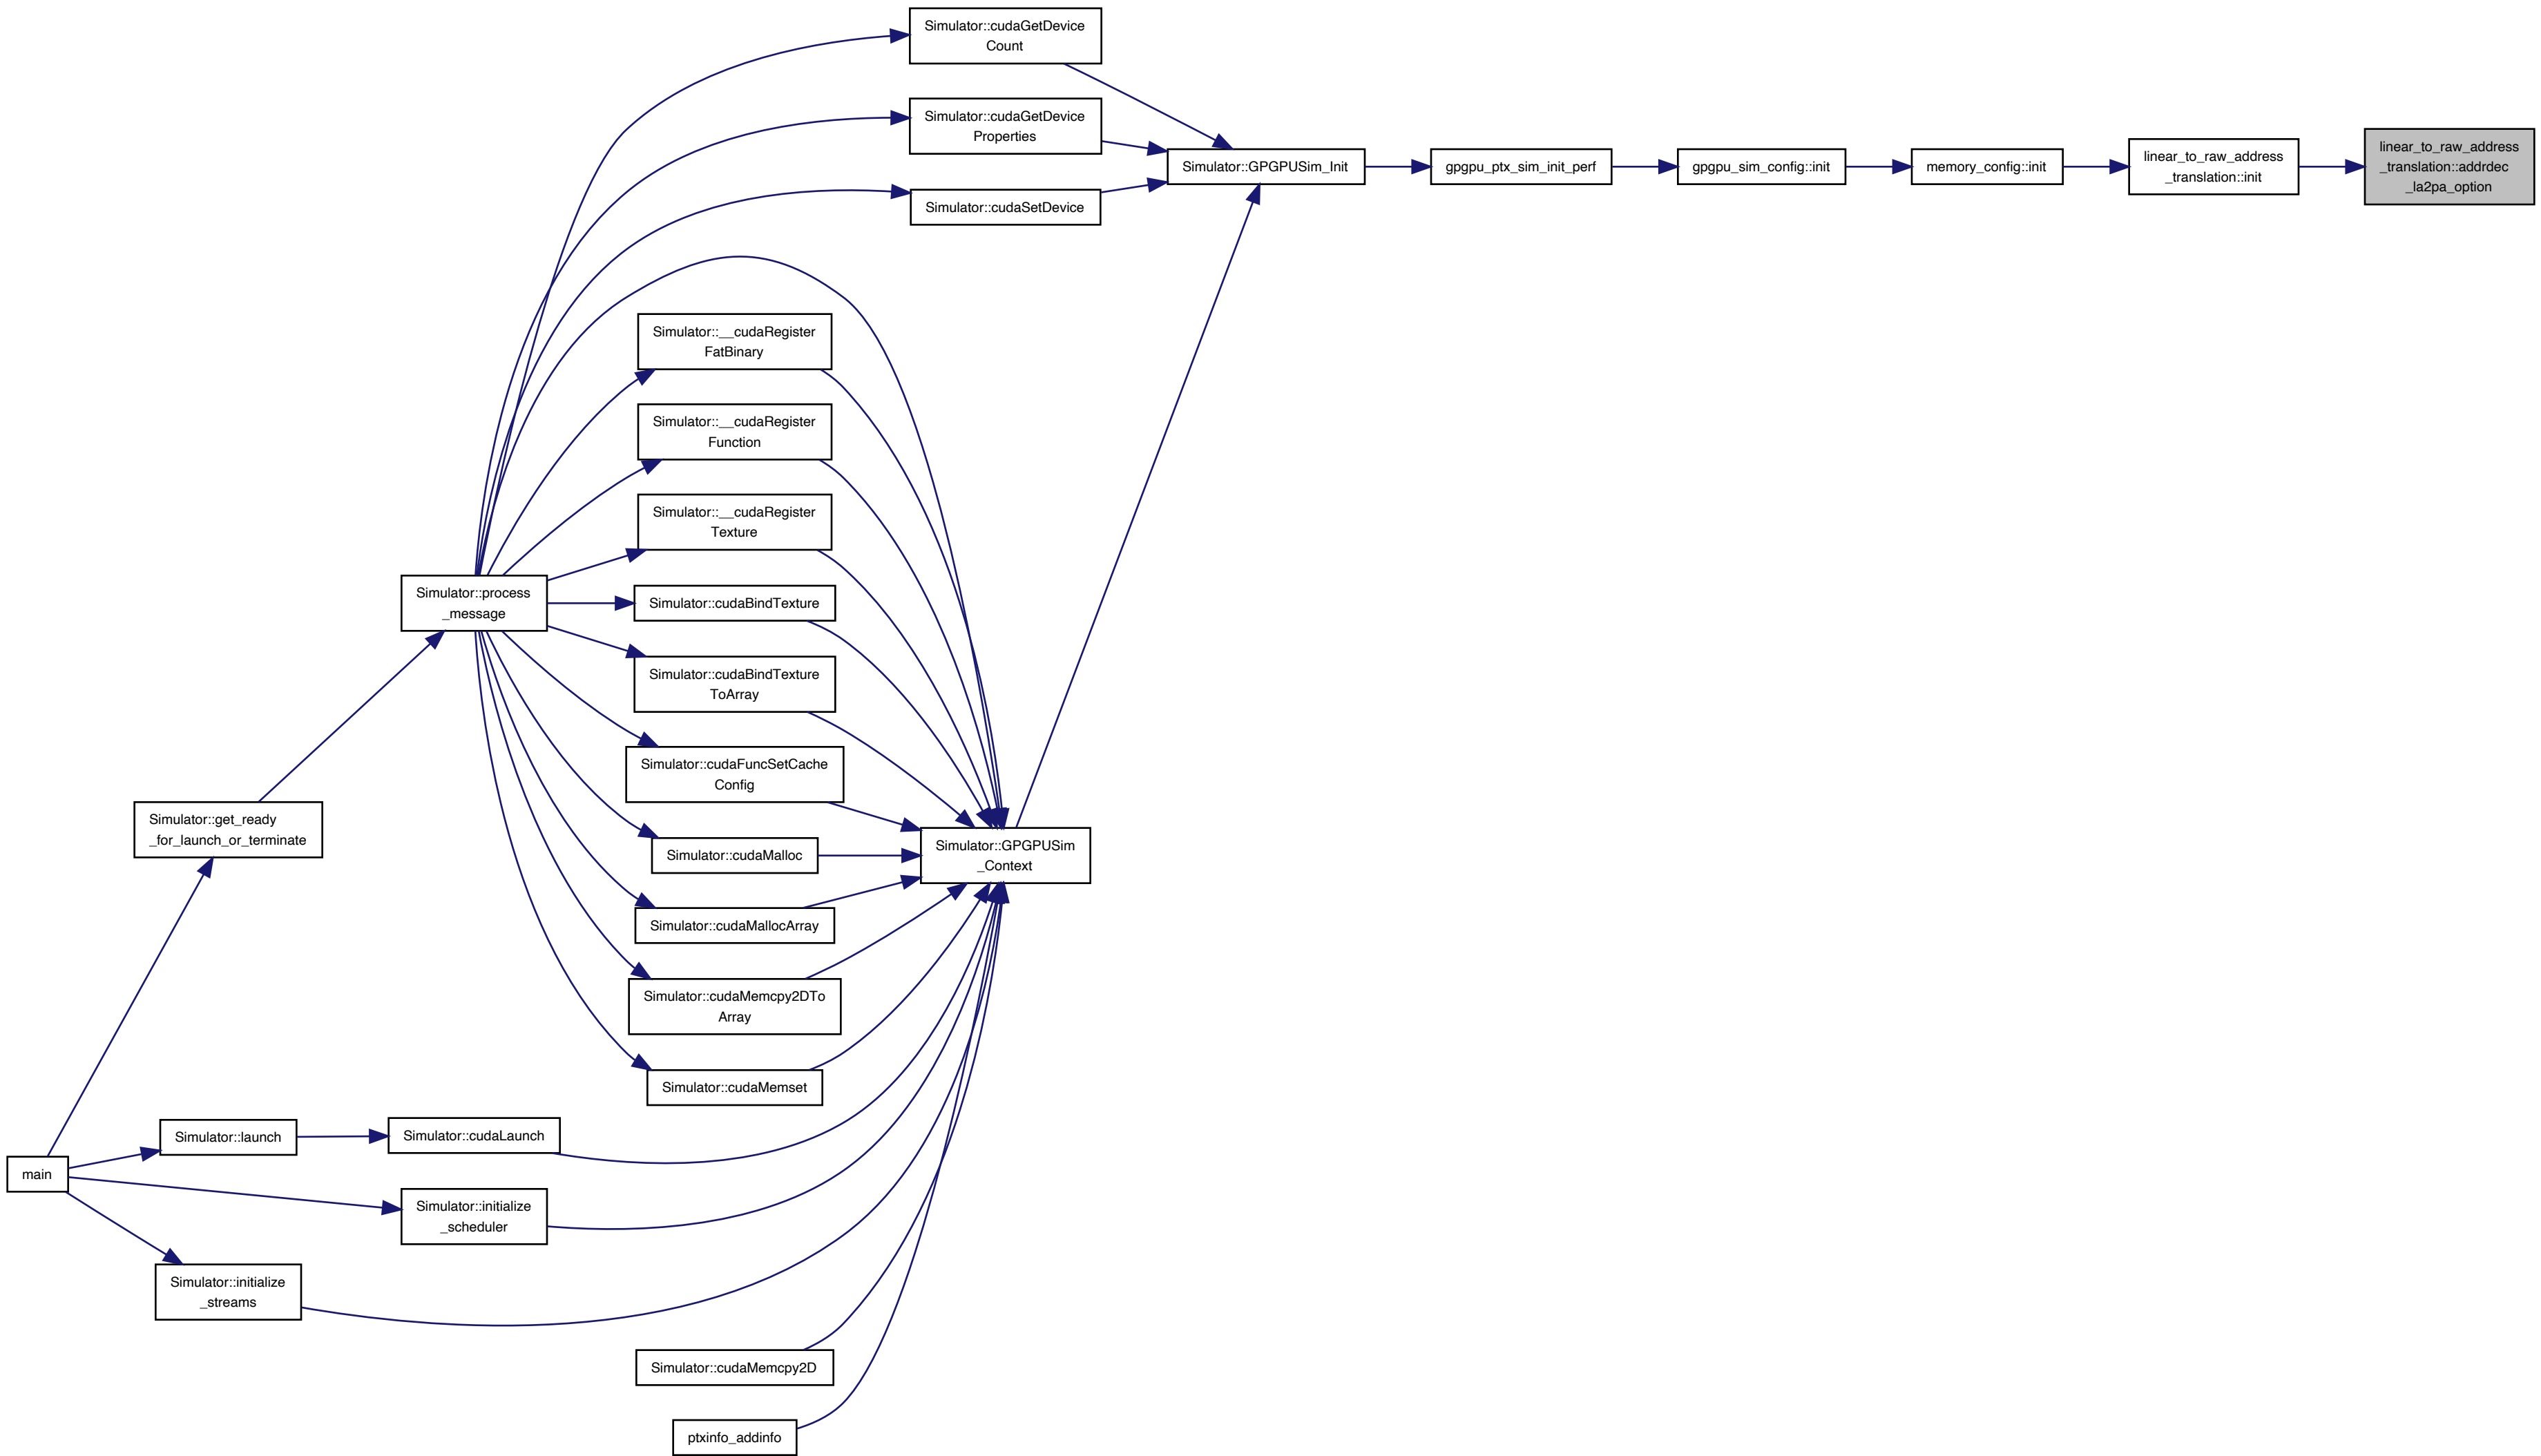 Simulator::cudaGetDevice
Count
Simulator::cudaGetDevice
Properties
Simulator::cudaSetDevice
Simulator::GPGPUSim_Init
gpgpu_ptx_sim_init_perf
gpgpu_sim_config::init
memory_config::init
linear_to_raw_address
_translation::init
linear_to_raw_address
_translation::addrdec
_la2pa_option
Simulator::__cudaRegister
FatBinary
Simulator::__cudaRegister
Function
Simulator::__cudaRegister
Texture
Simulator::process
_message
Simulator::cudaBindTexture
Simulator::cudaBindTexture
ToArray
Simulator::cudaFuncSetCache
Config
Simulator::get_ready
_for_launch_or_terminate
Simulator::cudaMalloc
Simulator::GPGPUSim
_Context
Simulator::cudaMallocArray
Simulator::cudaMemcpy2DTo
Array
Simulator::cudaMemset
Simulator::launch
Simulator::cudaLaunch
main
Simulator::initialize
_scheduler
Simulator::initialize
_streams
Simulator::cudaMemcpy2D
ptxinfo_addinfo